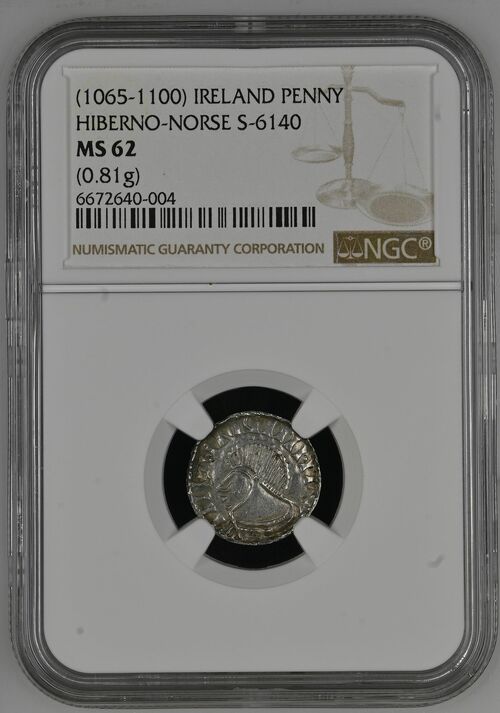 (1065-1100) IRELAND PENNY
HIBERNO-NORSE S-6140
MS 62
(0.81g)
6672640-004
NUMISMATIC GUARANTY CORPORATION NGC®